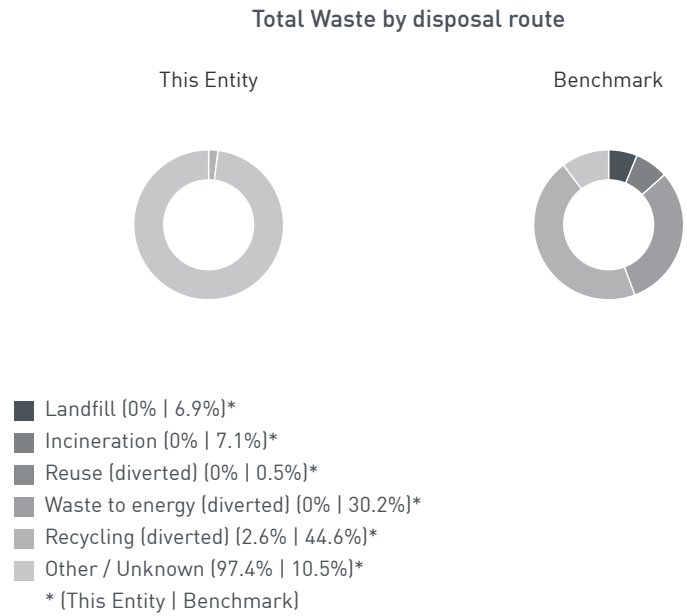 Total Waste by disposal route
This Entity
Benchmark
Landfill (0% | 6.9%)*
Incineration (0% | 7.1%)*
Reuse (diverted) (0% | 0.5%)*
Waste to energy (diverted) (0% | 30.2%)*
Recycling (diverted) (2.6% | 44.6%)*
Other / Unknown (97.4% | 10.5%)*
* (This Entity | Benchmark)